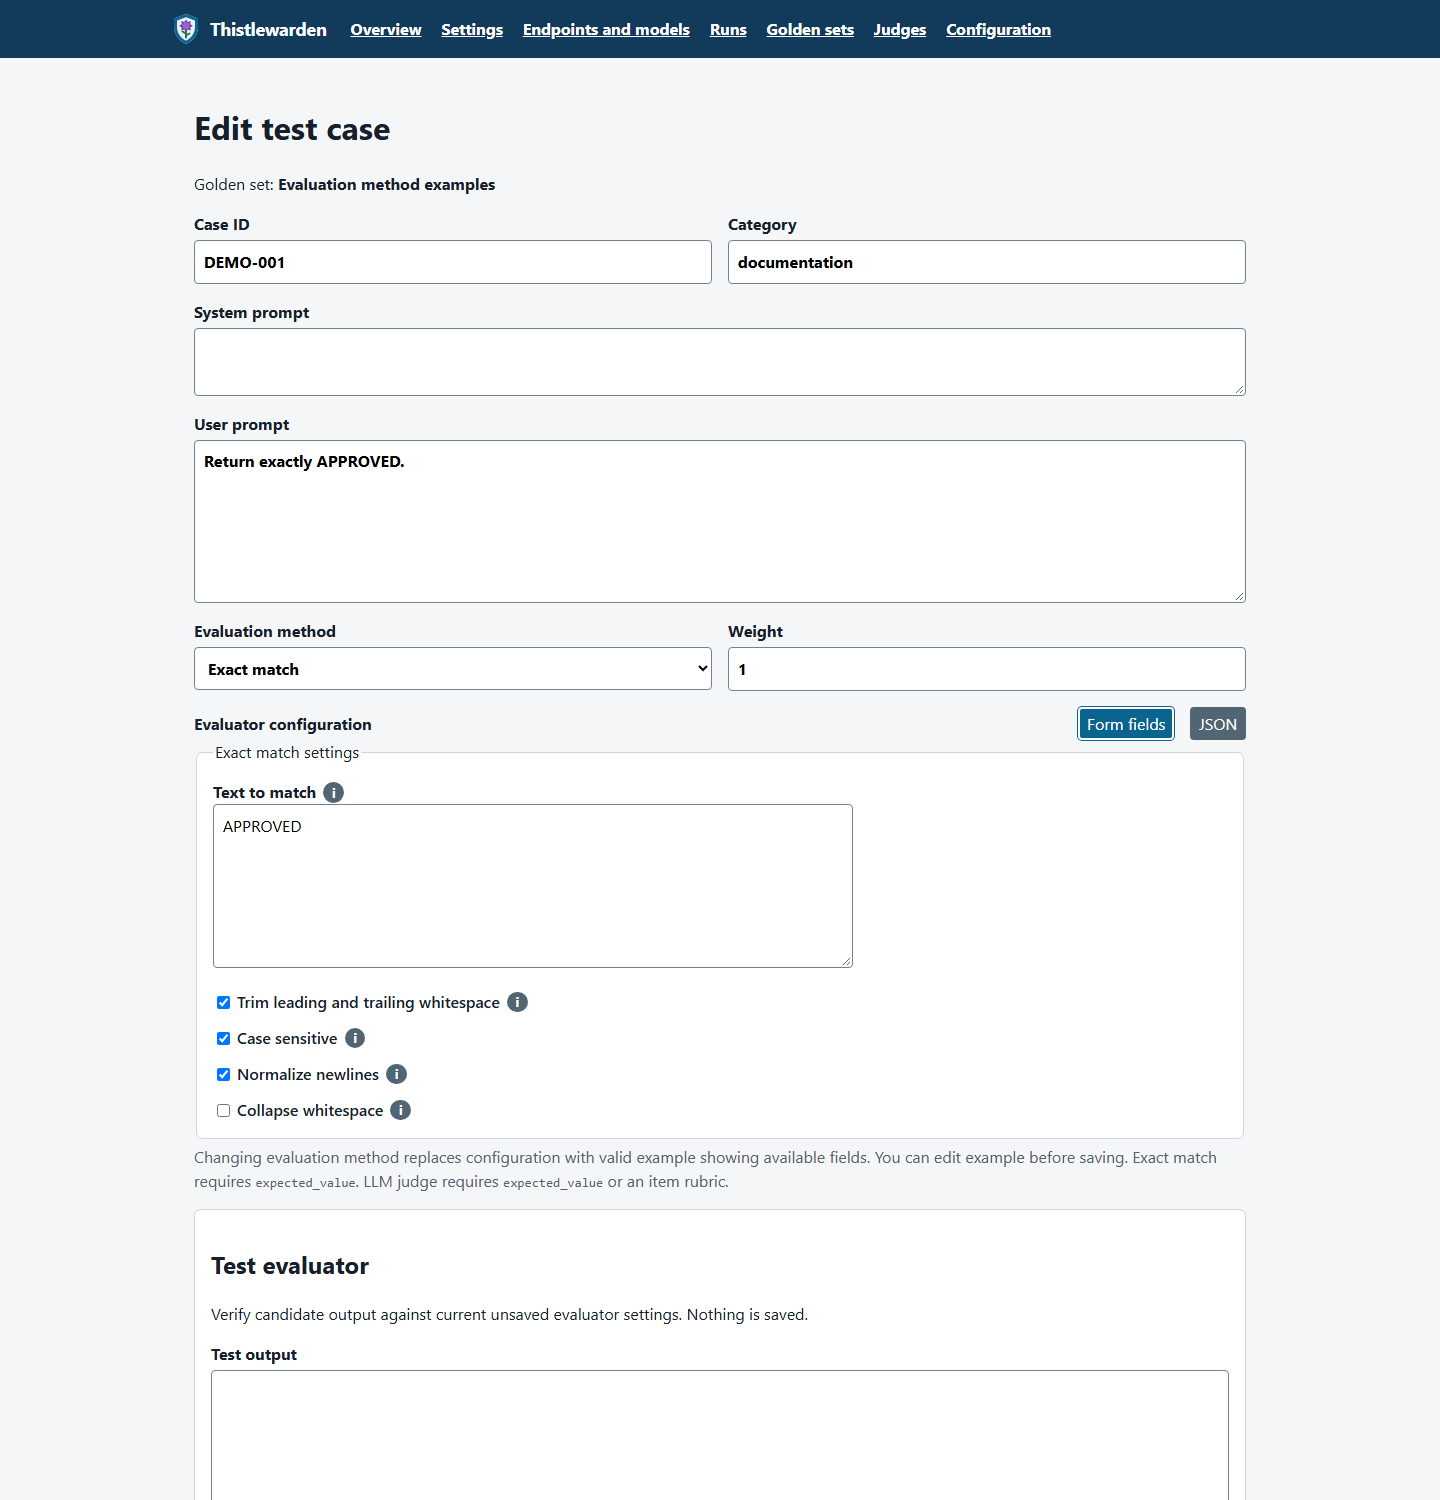 Thistlewarden Overview Settings Endpoints and models Runs Golden sets Judges Configuration
Edit test case
Golden set: Evaluation method examples
Case ID Category
DEMO-001 documentation
System prompt
User prompt
Return exactly APPROVED.
Evaluation method Weight
Exact match 1
Evaluator configuration Form fields JSON
Exact match settings
Text to match i
APPROVED
Trim leading and trailing whitespace i
Case sensitive i
Normalize newlines i
Collapse whitespace i
Changing evaluation method replaces configuration with valid example showing available fields. You can edit example before saving. Exact match
requires expected_value. LLM judge requires expected_value or an item rubric.
Test evaluator
Verify candidate output against current unsaved evaluator settings. Nothing is saved.
Test output